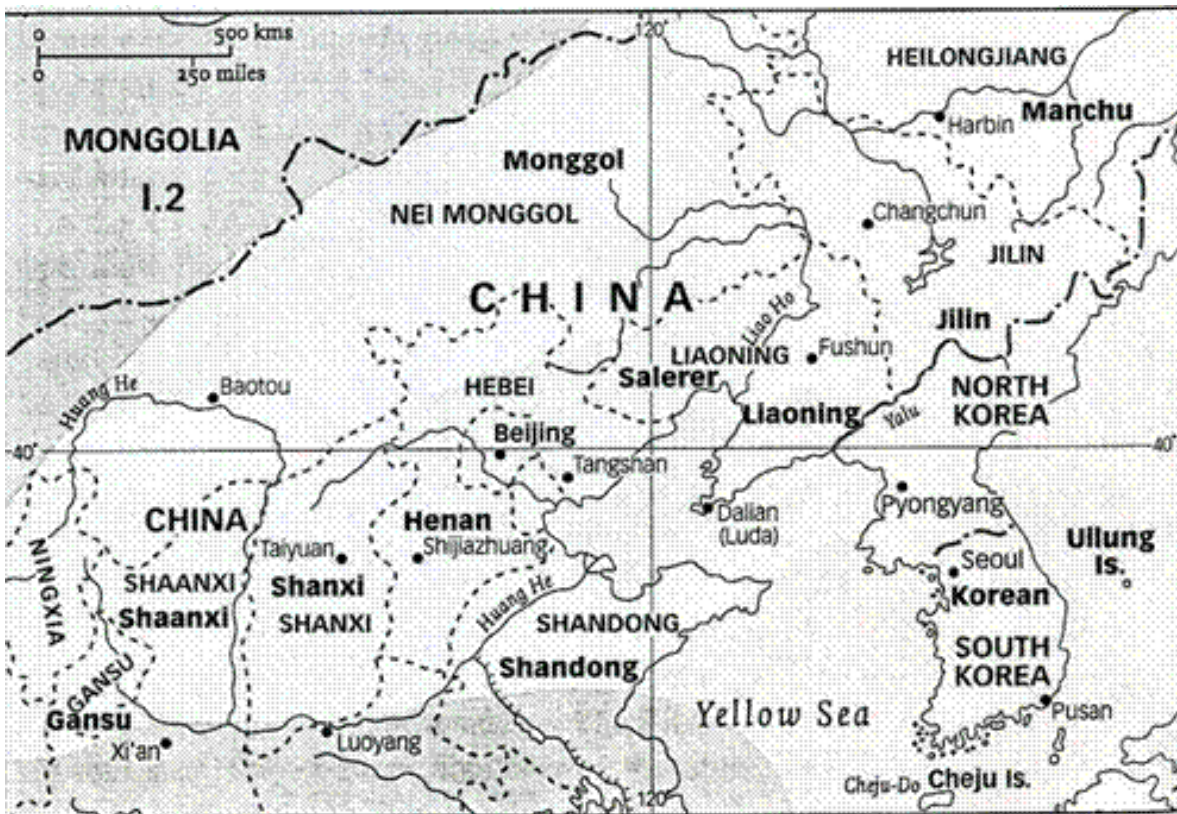 0 500 kms
0 250 miles
120°
HEILONGJIANG
Harbin
Manchu
MONGOLIA
I.2
Monggol
NEI MONGGOL
Changchun
JILIN
CHINA
Liao Ho
Jilin
LIAONING
Fushun
Salerer
Huang He
Baotou
HEBEI
Liaoning
Yalu
NORTH
KOREA
40°
Beijing
40°
Tangshan
Dalian
(Luda)
Pyongyang
CHINA
Henan
Shijiazhuang
Taiyuan
Uilung
Is.
Seoul
NINGXIA
SHAANXI
Shaanxi
Shanxi
SHANXI
Huang He
SHANDONG
Shandong
Korean
SOUTH
KOREA
GANSU
Gansu
Xi'an
Luoyang
Yellow Sea
Pusan
Cheju-Do
Cheju Is.
120°